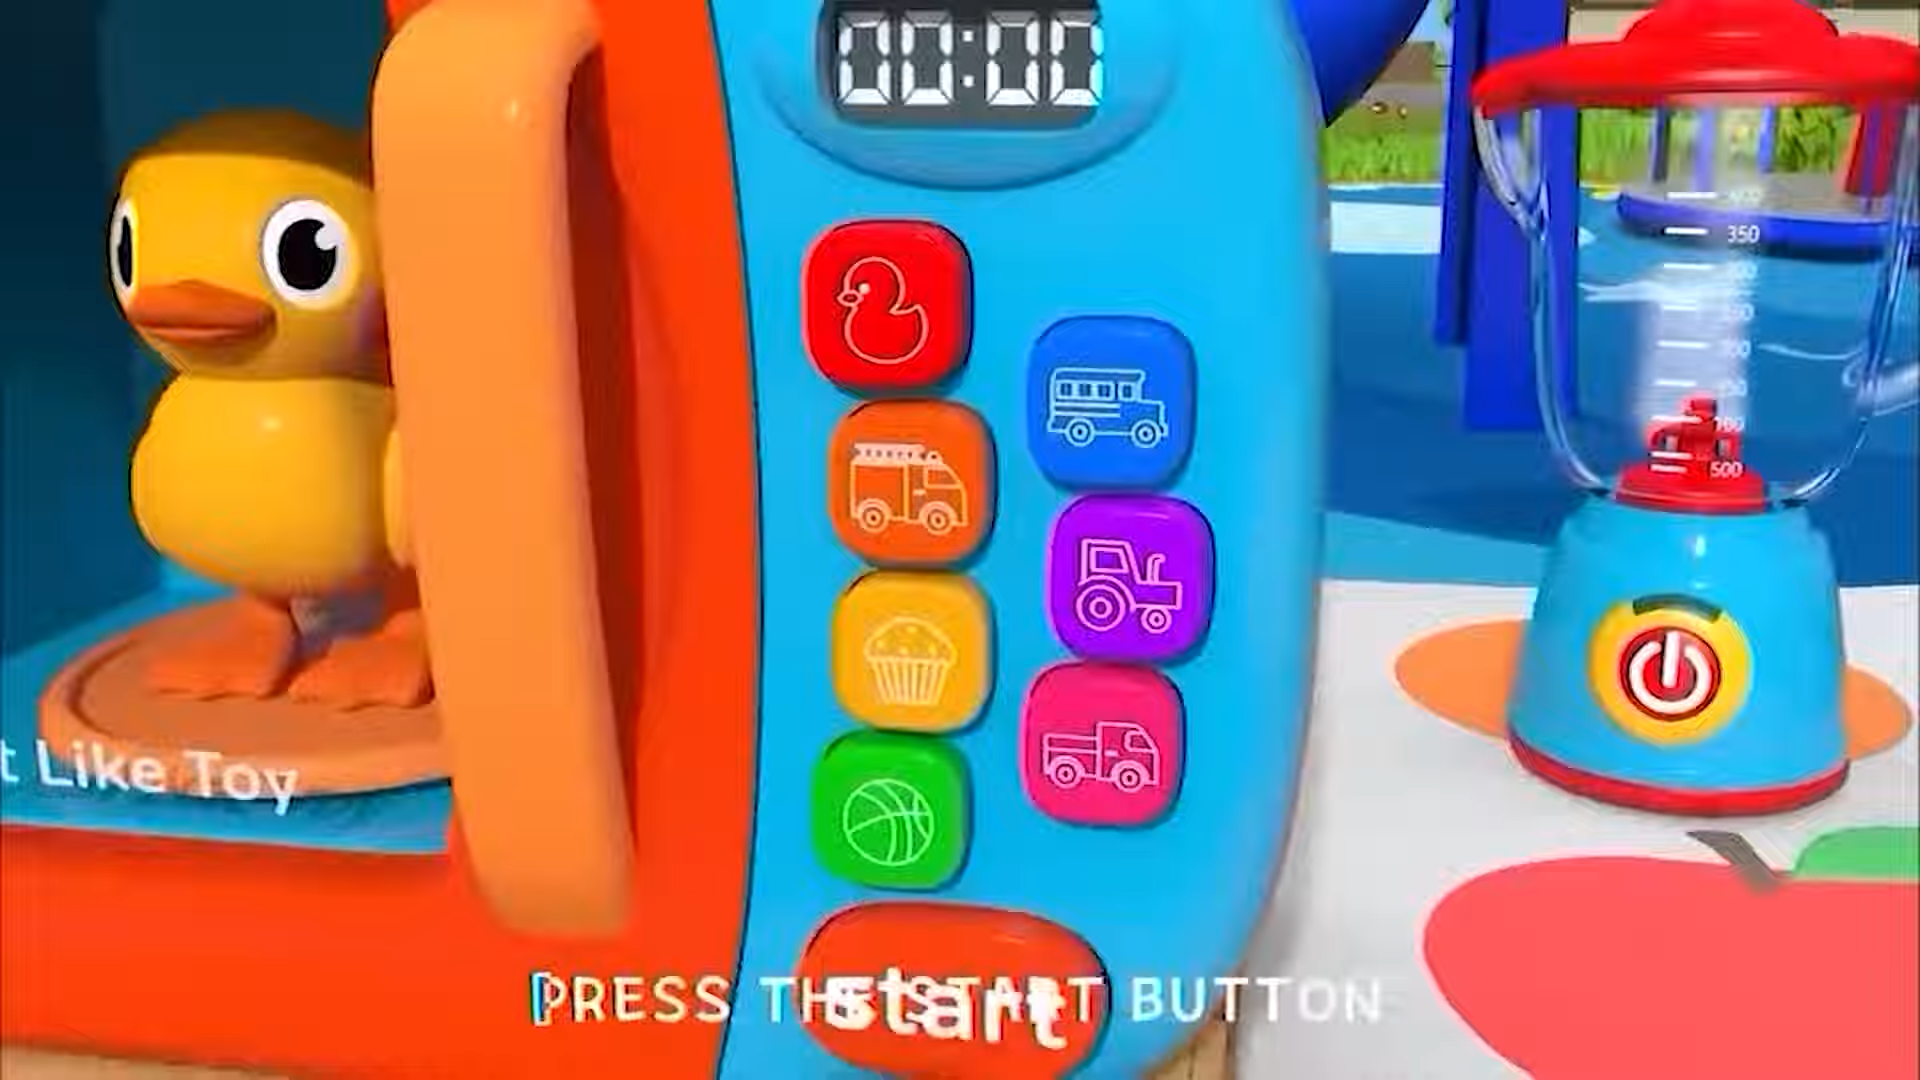 00:00
350
500
t Like Toy
start
PRESS THE START BUTTON